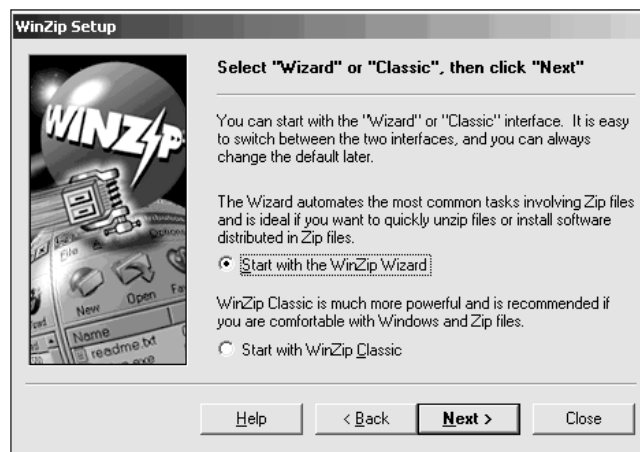 WinZip Setup
Select "Wizard" or "Classic", then click "Next"
You can start with the "Wizard" or "Classic" interface. It is easy
to switch between the two interfaces, and you can always
change the default later.
The Wizard automates the most common tasks involving Zip files
and is ideal if you want to quickly unzip files or install software
distributed in Zip files.
Start with the WinZip Wizard
WinZip Classic is much more powerful and is recommended if
you are comfortable with Windows and Zip files.
Start with WinZip Classic
WINZIP
File
Options
New
Open
Name
readme.txt
Help
< Back
Next >
Close